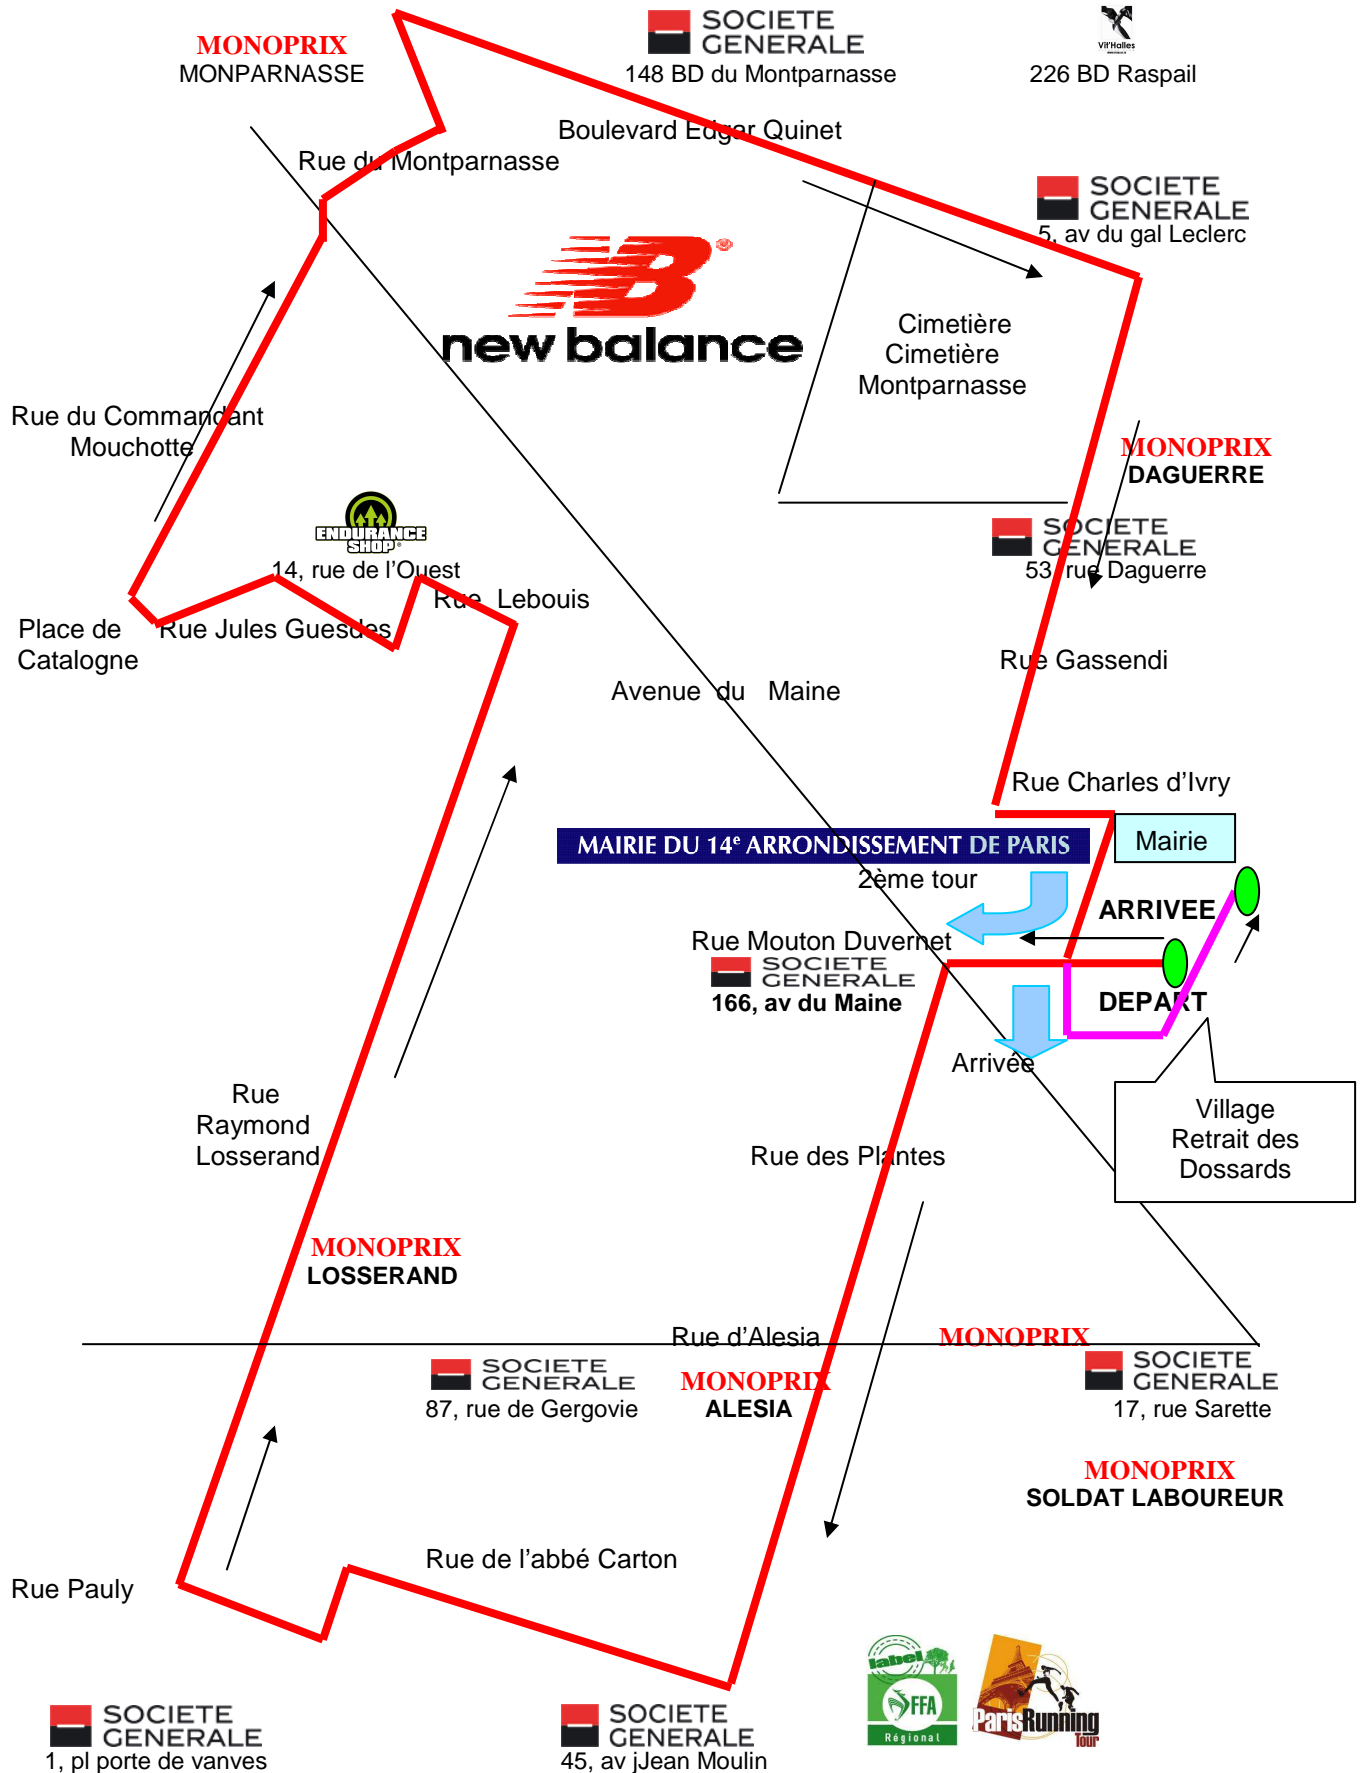 MONOPRIX
MONPARNASSE
SOCIETE
GENERALE
148 BD du Montparnasse
Vit'Halles
226 BD Raspail
Boulevard Edgar Quinet
Rue du Montparnasse
SOCIETE
GENERALE
5, av du gal Leclerc
new balance
Cimetière
Cimetière
Montparnasse
Rue du Commandant
Mouchotte
MONOPRIX
DAGUERRE
ENDURANCE
SHOP
14, rue de l'Ouest
SOCIETE
GENERALE
53, rue Daguerre
Rue Lebouis
Place de
Catalogne
Rue Jules Guesdes
Rue Gassendi
Avenue du Maine
Rue Charles d'Ivry
MAIRIE DU 14e ARRONDISSEMENT DE PARIS
Mairie
2ème tour
ARRIVEE
Rue Mouton Duvernet
SOCIETE
GENERALE
166, av du Maine
DEPART
Arrivée
Rue
Raymond
Losserand
Village
Retrait des
Dossards
Rue des Plantes
MONOPRIX
LOSSERAND
Rue d'Alesia
MONOPRIX
SOCIETE
GENERALE
87, rue de Gergovie
MONOPRIX
ALESIA
SOCIETE
GENERALE
17, rue Sarette
MONOPRIX
SOLDAT LABOUREUR
Rue de l'abbé Carton
Rue Pauly
label
FFA
Régional
ParisRunning
Tour
SOCIETE
GENERALE
1, pl porte de vanves
SOCIETE
GENERALE
45, av jJean Moulin